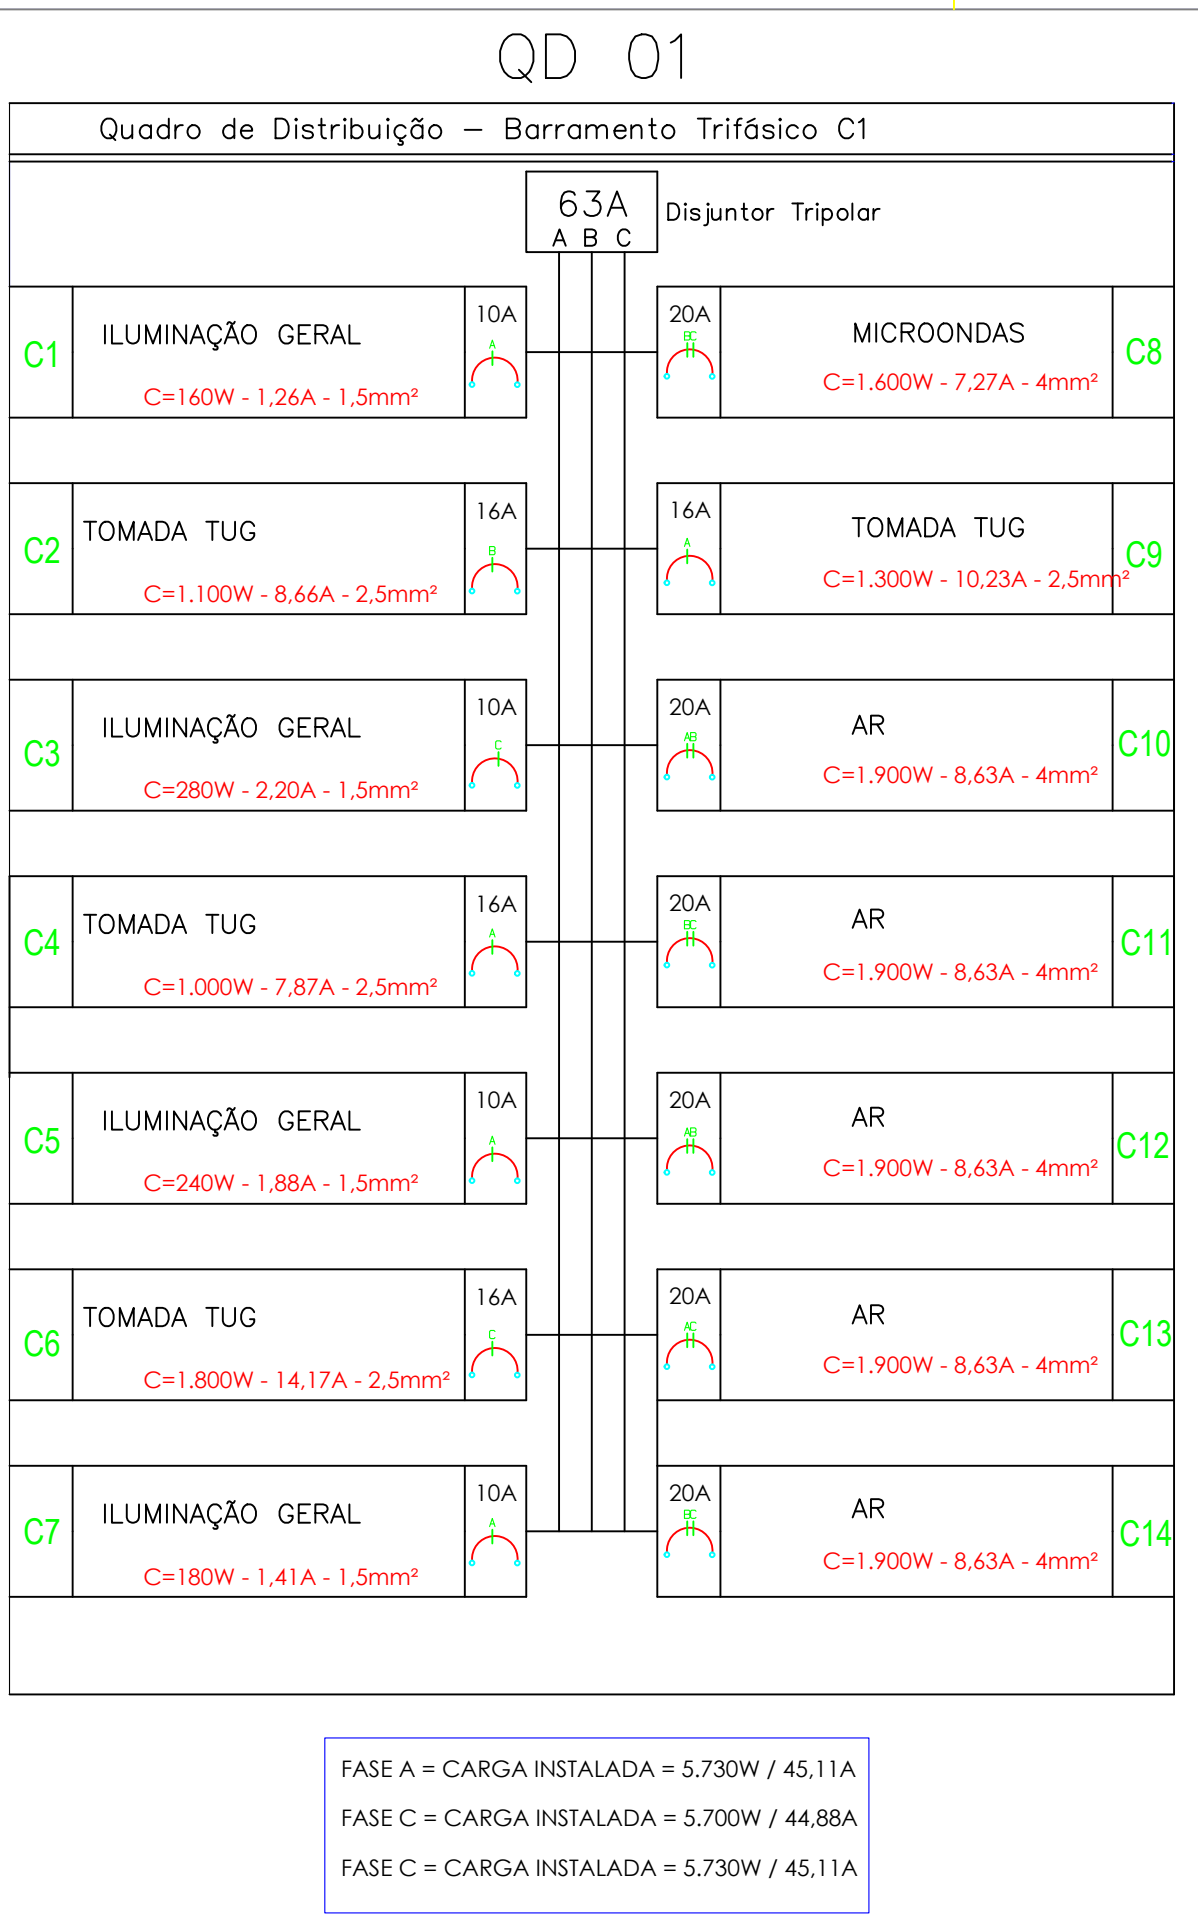 QD 01
Quadro de Distribuição - Barramento Trifásico C1
63A
A B C
Disjuntor Tripolar
C1
ILUMINAÇÃO GERAL
C=160W - 1,26A - 1,5mm²
10A
A
20A
BC
MICROONDAS
C=1.600W - 7,27A - 4mm²
C8
C2
TOMADA TUG
C=1.100W - 8,66A - 2,5mm²
16A
B
16A
A
TOMADA TUG
C=1.300W - 10,23A - 2,5mm²
C9
C3
ILUMINAÇÃO GERAL
C=280W - 2,20A - 1,5mm²
10A
C
20A
AB
AR
C=1.900W - 8,63A - 4mm²
C10
C4
TOMADA TUG
C=1.000W - 7,87A - 2,5mm²
16A
A
20A
BC
AR
C=1.900W - 8,63A - 4mm²
C11
C5
ILUMINAÇÃO GERAL
C=240W - 1,88A - 1,5mm²
10A
A
20A
AB
AR
C=1.900W - 8,63A - 4mm²
C12
C6
TOMADA TUG
C=1.800W - 14,17A - 2,5mm²
16A
C
20A
AC
AR
C=1.900W - 8,63A - 4mm²
C13
C7
ILUMINAÇÃO GERAL
C=180W - 1,41A - 1,5mm²
10A
A
20A
BC
AR
C=1.900W - 8,63A - 4mm²
C14
FASE A = CARGA INSTALADA = 5.730W / 45,11A
FASE C = CARGA INSTALADA = 5.700W / 44,88A
FASE C = CARGA INSTALADA = 5.730W / 45,11A